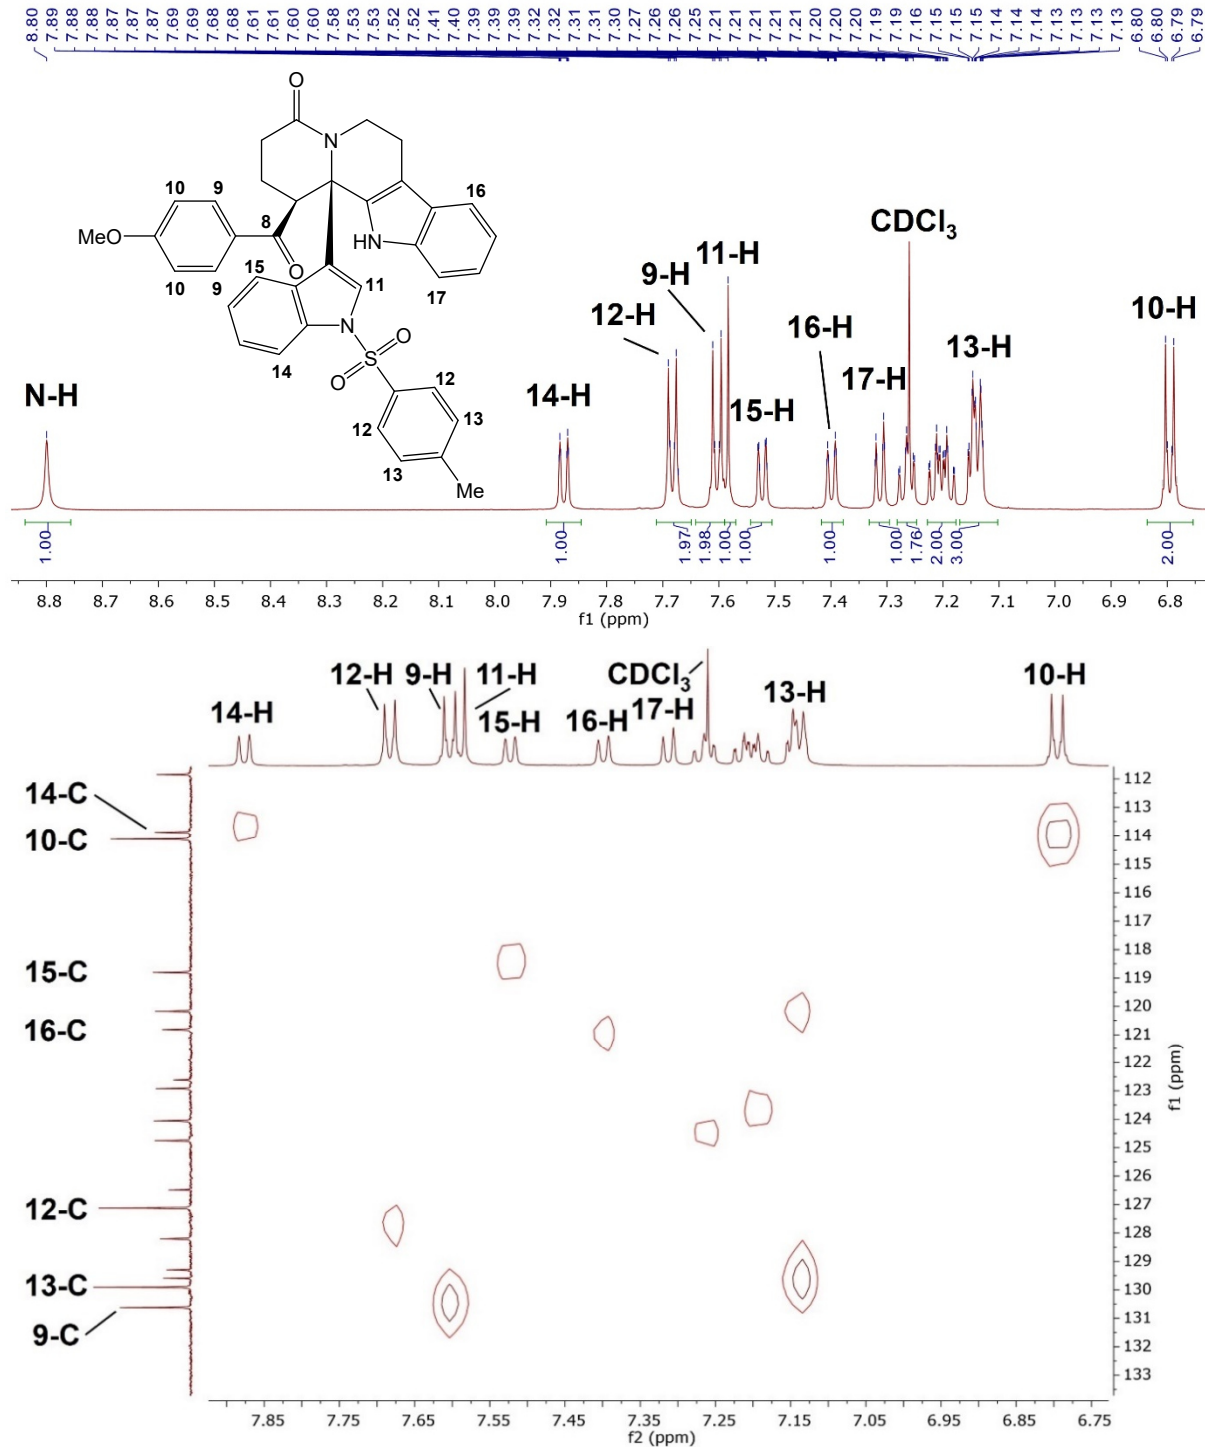 8.80 7.89 7.88 7.88 7.87 7.87 7.87 7.69 7.69 7.68 7.68 7.61 7.61 7.60 7.60 7.58 7.53 7.53 7.52 7.52 7.41 7.40 7.39 7.39 7.32 7.31 7.31 7.30 7.27 7.26 7.26 7.25 7.22 7.21 7.21 7.21 7.21 7.21 7.20 7.20 7.20 7.19 7.19 7.16 7.15 7.15 7.15 7.14 7.14 7.14 7.13 7.13 7.13 7.13 6.80 6.80 6.79 6.79
O
N
10 9 16
8 CDCl3
MeO HN
O 11-H
10 9 15 11 17 9-H
12-H 16-H 10-H
N O
S 13-H
14 O 12 17-H
N-H 12 13 14-H 15-H
13 Me
1.00 1.00 1.97 1.98 1.00 1.00 1.00 1.00 1.76 2.00 3.00 2.00
8.8 8.7 8.6 8.5 8.4 8.3 8.2 8.1 8.0 7.9 7.8 7.7 7.6 7.5 7.4 7.3 7.2 7.1 7.0 6.9 6.8
f1 (ppm)
12-H 9-H 11-H CDCl3 10-H
14-H 15-H 16-H 17-H 13-H
112
14-C 113
10-C 114
115
116
117
118
15-C 119
120
16-C 121
122
123
f1 (ppm)
124
125
126
12-C 127
128
129
13-C 130
131
9-C 132
133
7.85 7.75 7.65 7.55 7.45 7.35 7.25 7.15 7.05 6.95 6.85 6.75
f2 (ppm)